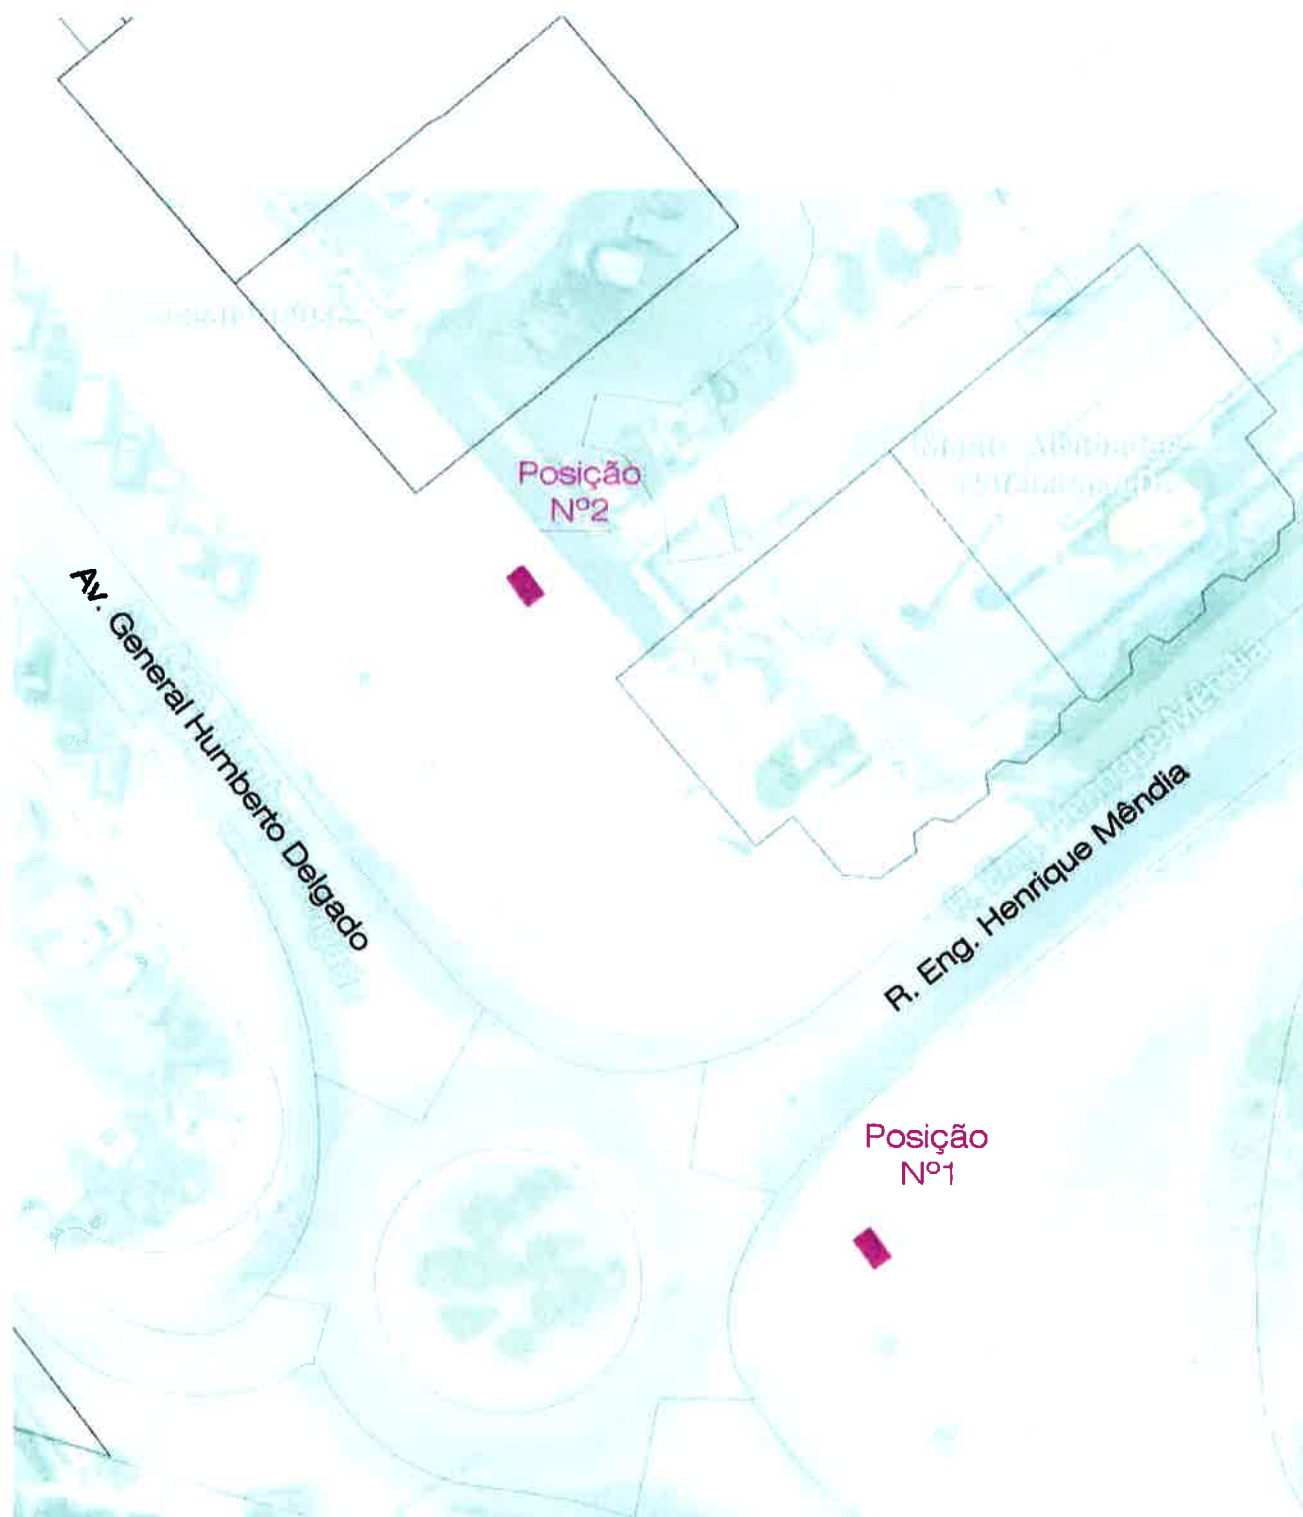 Posição
Nº2
Av. General Humberto Delgado
R. Eng. Henrique Mêndia
Posição
Nº1